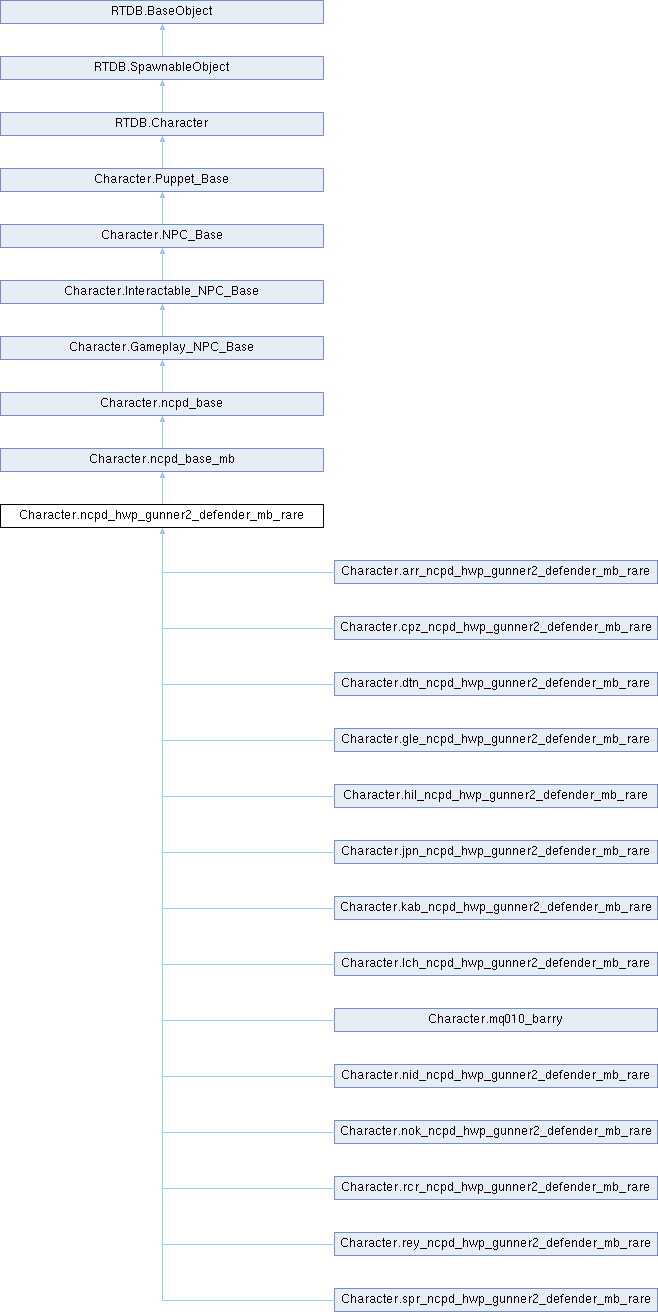 RTDB.BaseObject
RTDB.SpawnableObject
RTDB.Character
Character.Puppet_Base
Character.NPC_Base
Character.Interactable_NPC_Base
Character.Gameplay_NPC_Base
Character.ncpd_base
Character.ncpd_base_mb
Character.ncpd_hwp_gunner2_defender_mb_rare
Character.arr_ncpd_hwp_gunner2_defender_mb_rare
Character.cpz_ncpd_hwp_gunner2_defender_mb_rare
Character.dtn_ncpd_hwp_gunner2_defender_mb_rare
Character.gle_ncpd_hwp_gunner2_defender_mb_rare
Character.hil_ncpd_hwp_gunner2_defender_mb_rare
Character.jpn_ncpd_hwp_gunner2_defender_mb_rare
Character.kab_ncpd_hwp_gunner2_defender_mb_rare
Character.lch_ncpd_hwp_gunner2_defender_mb_rare
Character.mq010_barry
Character.nid_ncpd_hwp_gunner2_defender_mb_rare
Character.nok_ncpd_hwp_gunner2_defender_mb_rare
Character.rcr_ncpd_hwp_gunner2_defender_mb_rare
Character.rey_ncpd_hwp_gunner2_defender_mb_rare
Character.spr_ncpd_hwp_gunner2_defender_mb_rare